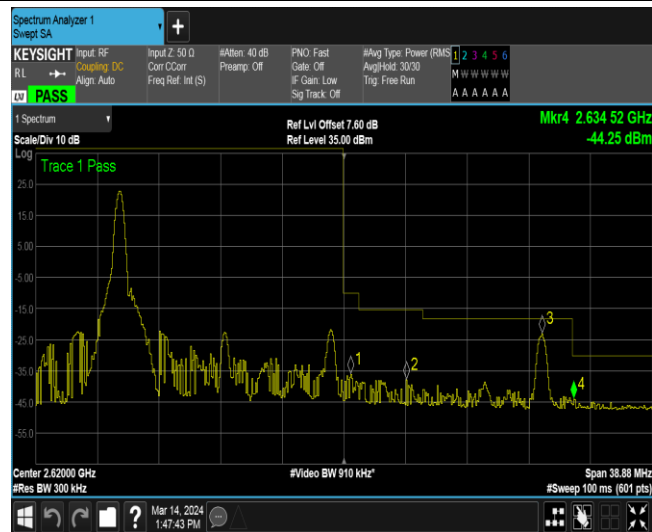 Spectrum Analyzer 1
Swept SA
+
KEYSIGHT
RL
LXI PASS
Input: RF
Coupling: DC
Align: Auto
Input Z: 50 Ω
Corr CCorr
Freq Ref: Int (S)
#Atten: 40 dB
Preamp: Off
PNO: Fast
Gate: Off
IF Gain: Low
Sig Track: Off
#Avg Type: Power (RMS
Avg|Hold: 30/30
Trig: Free Run
1 2 3 4 5 6
M W W W W W
A A A A A A
1 Spectrum
Scale/Div 10 dB
Log
Ref Lvl Offset 7.60 dB
Ref Level 35.00 dBm
Mkr4 2.634 52 GHz
-44.25 dBm
Trace 1 Pass
25.0
15.0
5.00
-5.00
-15.0
-25.0
-35.0
-45.0
-55.0
1
2
3
4
Center 2.62000 GHz
#Res BW 300 kHz
#Video BW 910 kHz*
Span 38.88 MHz
#Sweep 100 ms (601 pts)
?
Mar 14, 2024
1:47:43 PM